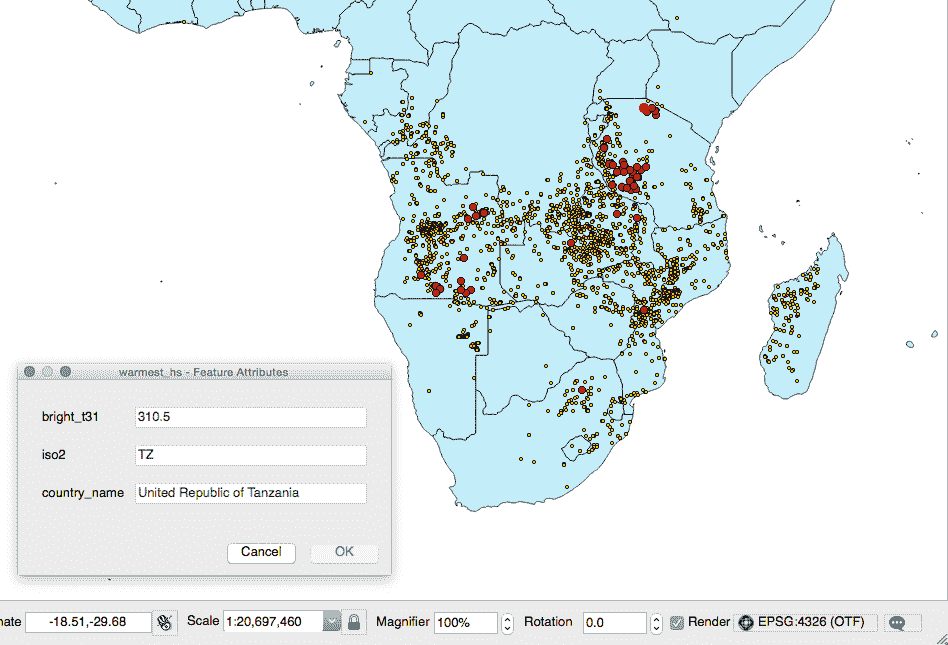 warmest_hs - Feature Attributes
bright_t31 310.5
iso2 TZ
country_name United Republic of Tanzania
Cancel OK
nate -18.51,-29.68 Scale 1:20,697,460 Magnifier 100% Rotation 0.0 Render EPSG:4326 (OTF)